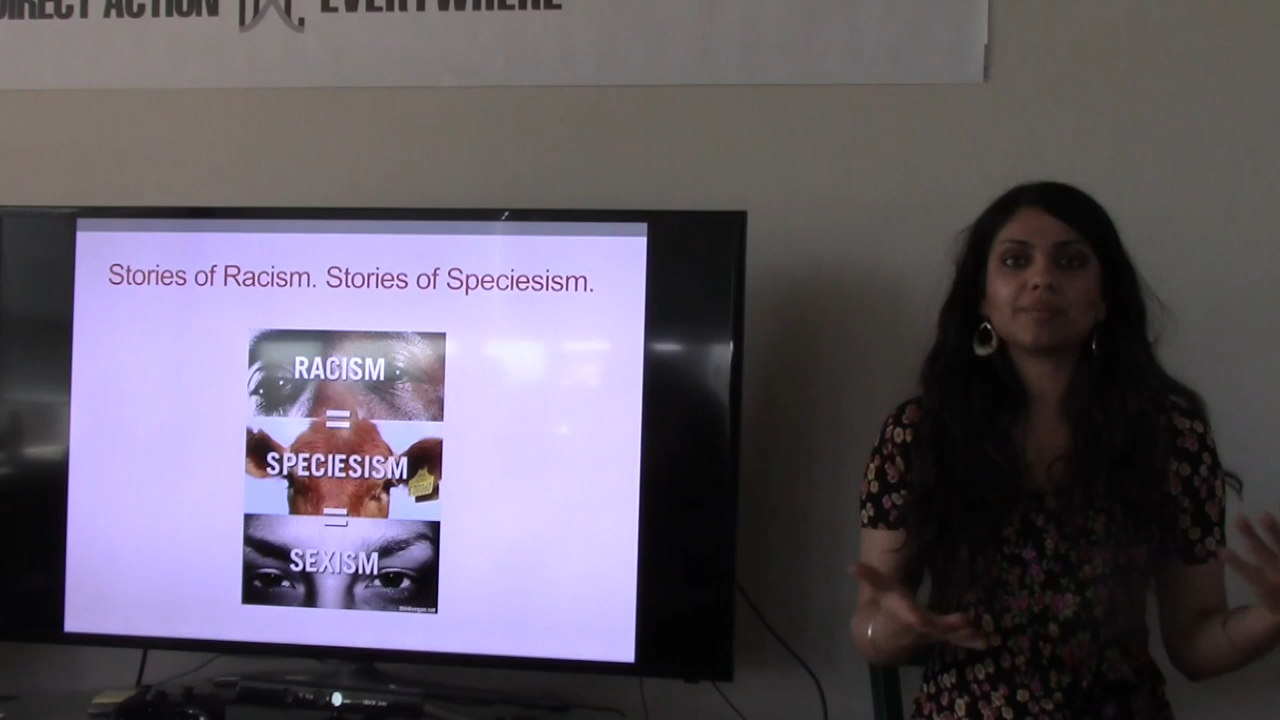 DIRECT ACTION EVERYWHERE
Stories of Racism. Stories of Speciesism.
RACISM
=
SPECIESISM
=
SEXISM